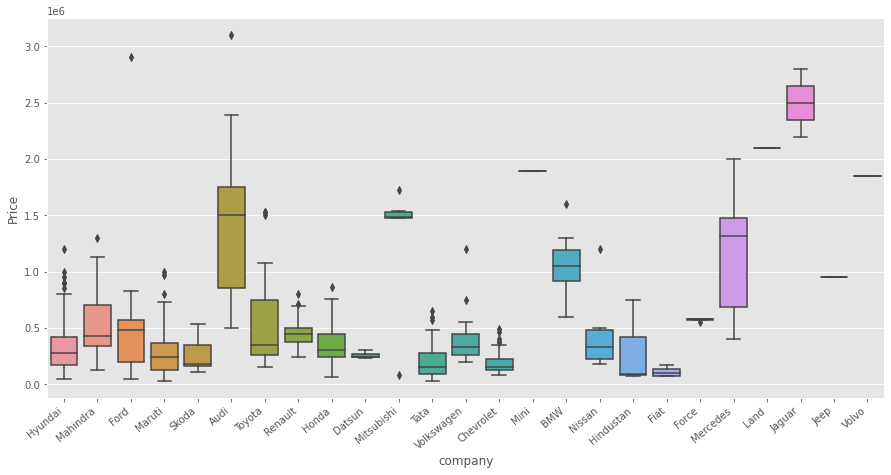 1e6
3.0
2.5
2.0
1.5
1.0
0.5
0.0
Price
Hyundai
Mahindra
Ford
Maruti
Skoda
Audi
Toyota
Renault
Honda
Datsun
Mitsubishi
Tata
Volkswagen
Chevrolet
Mini
BMW
Nissan
Hindustan
Fiat
Force
Mercedes
Land
Jaguar
Jeep
Volvo
company